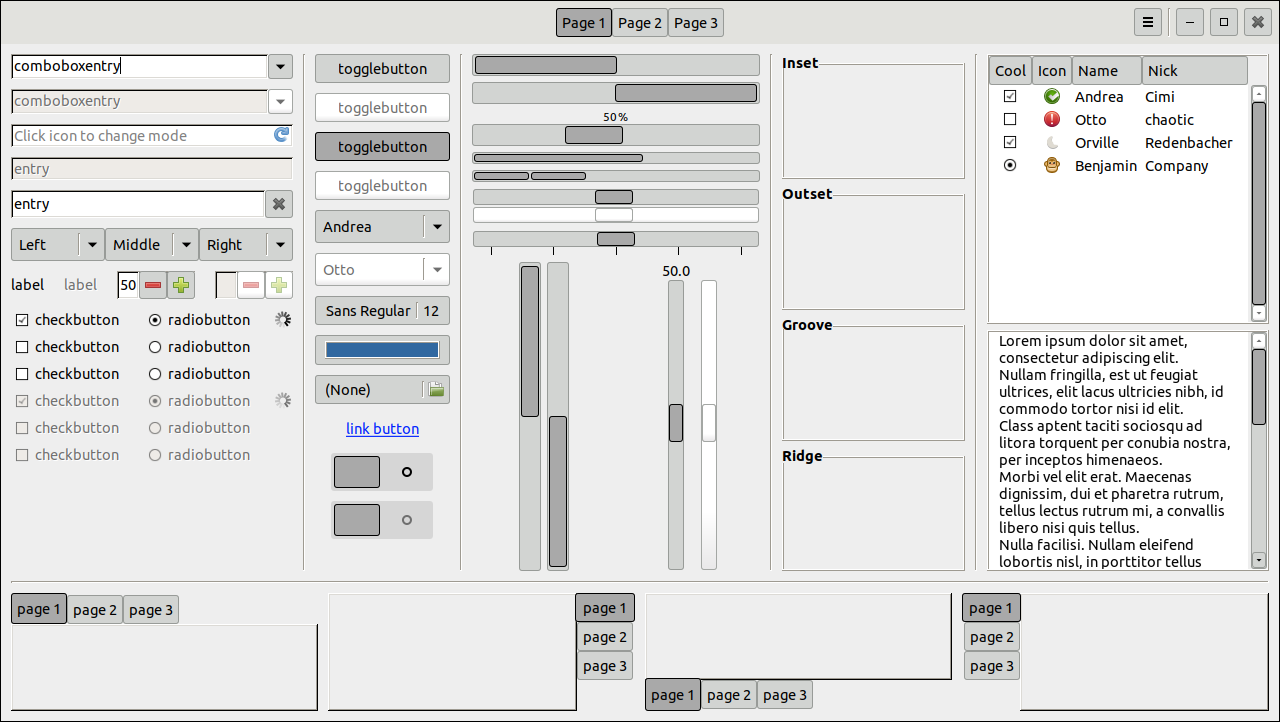 Page 1 Page 2 Page 3
comboboxentry
comboboxentry
Click icon to change mode
entry
entry
Left Middle Right
label label 50
checkbutton radiobutton
checkbutton radiobutton
checkbutton radiobutton
checkbutton radiobutton
checkbutton radiobutton
checkbutton radiobutton
togglebutton
togglebutton
togglebutton
togglebutton
Andrea
Otto
Sans Regular 12
(None)
link button
50 %
50.0
Inset
Outset
Groove
Ridge
Cool Icon Name Nick
Andrea Cimi
Otto chaotic
Orville Redenbacher
Benjamin Company
Lorem ipsum dolor sit amet,
consectetur adipiscing elit.
Nullam fringilla, est ut feugiat
ultrices, elit lacus ultricies nibh, id
commodo tortor nisi id elit.
Class aptent taciti sociosqu ad
litora torquent per conubia nostra,
per inceptos himenaeos.
Morbi vel elit erat. Maecenas
dignissim, dui et pharetra rutrum,
tellus lectus rutrum mi, a convallis
libero nisi quis tellus.
Nulla facilisi. Nullam eleifend
lobortis nisl, in porttitor tellus
page 1 page 2 page 3
page 1
page 2
page 3
page 1 page 2 page 3
page 1
page 2
page 3